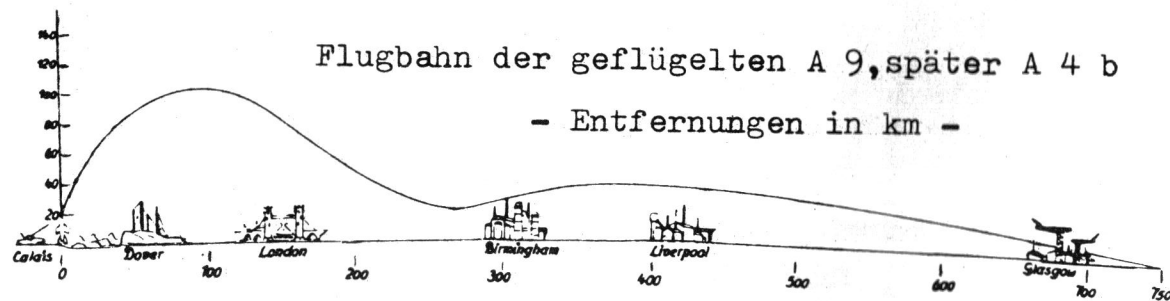 Flugbahn der geflügelten A 9,später A 4 b
- Entfernungen in km -
140
120
100
80
60
40
20
Calais Dover London Birmingham Liverpool Glasgow
0 100 200 300 400 500 600 700 750